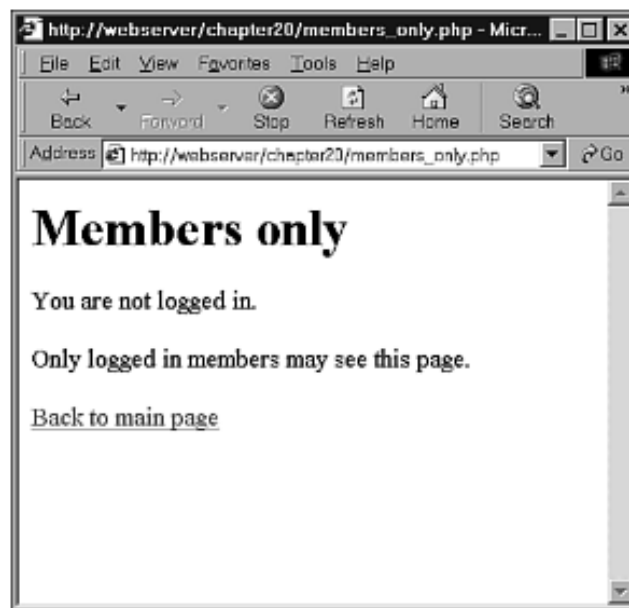 http://webserver/chapter20/members_only.php - Micr...
File Edit View Favorites Tools Help
Back Forward Stop Refresh Home Search
Address http://webserver/chapter20/members_only.php Go
Members only
You are not logged in.
Only logged in members may see this page.
Back to main page